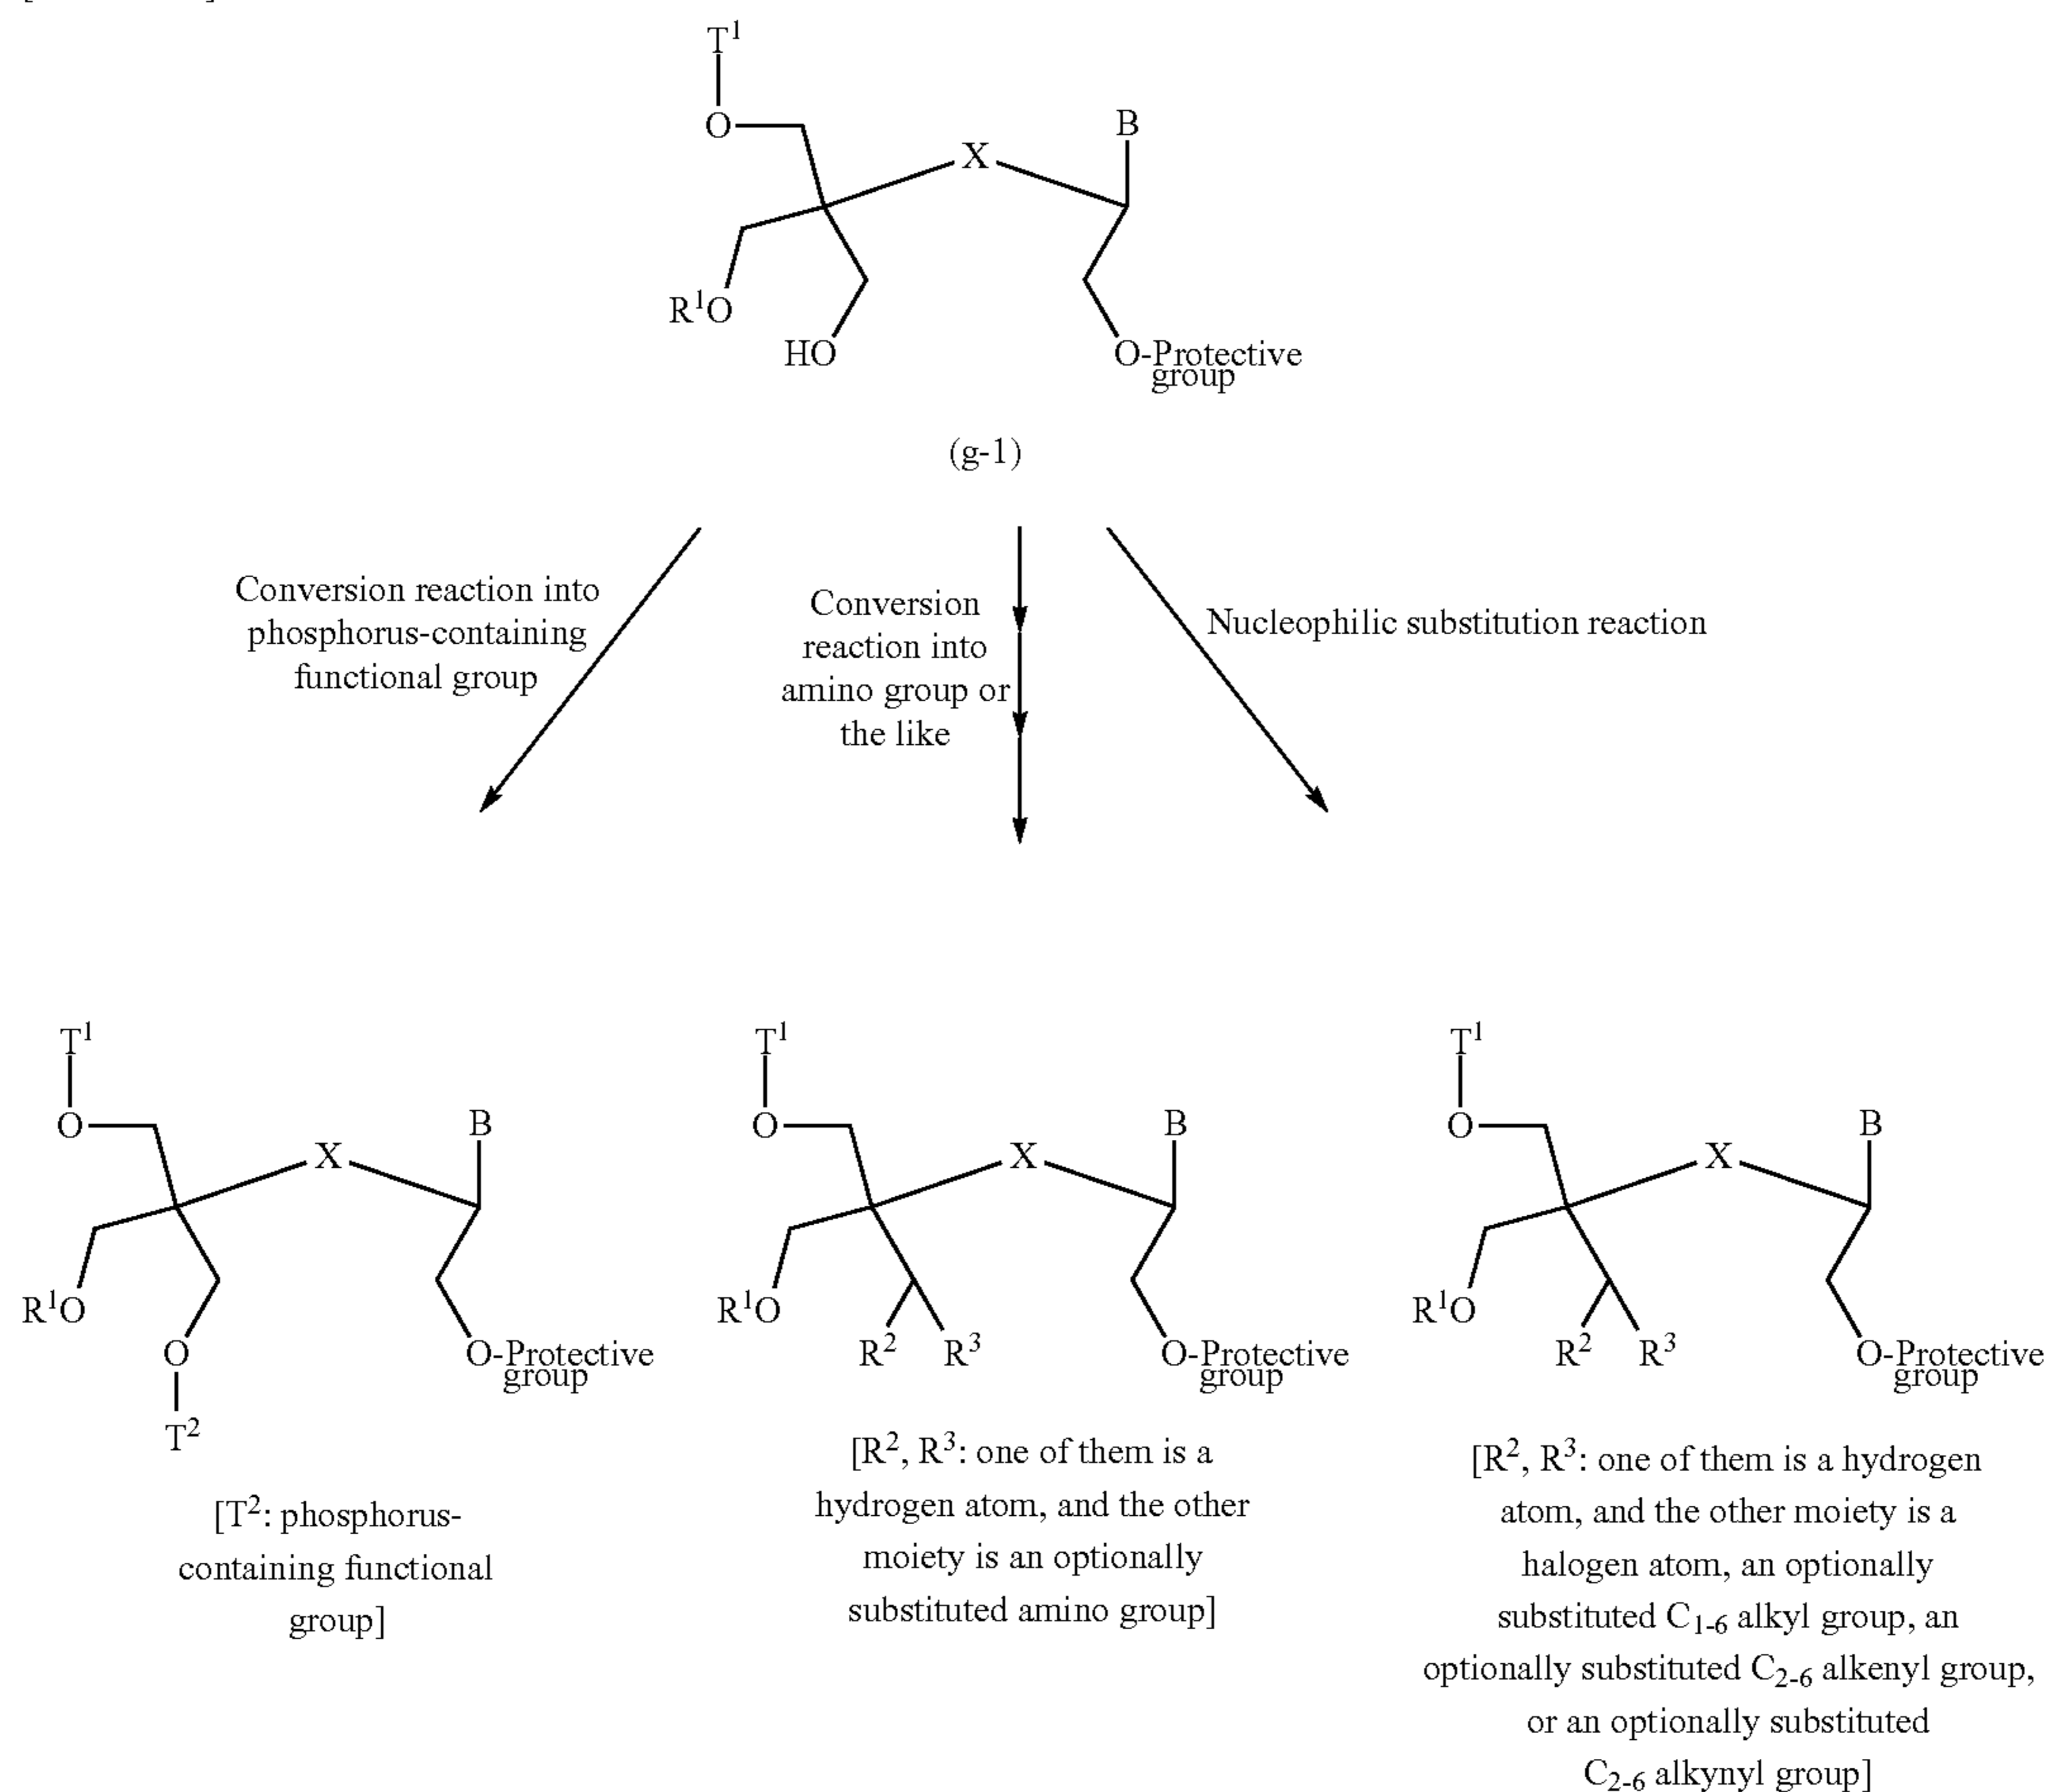 T¹
O
B
X
R¹O
HO
O-Protective
group
(g-1)
Conversion reaction into
phosphorus-containing
functional group
Conversion
reaction into
amino group or
the like
Nucleophilic substitution reaction
T¹
O
B
X
R¹O
O
O-Protective
group
T²
[T²: phosphorus-
containing functional
group]
T¹
O
B
X
R¹O
R² R³
O-Protective
group
[R², R³: one of them is a
hydrogen atom, and the other
moiety is an optionally
substituted amino group]
T¹
O
B
X
R¹O
R² R³
O-Protective
group
[R², R³: one of them is a hydrogen
atom, and the other moiety is a
halogen atom, an optionally
substituted C₁₋₆ alkyl group, an
optionally substituted C₂₋₆ alkenyl group,
or an optionally substituted
C₂₋₆ alkynyl group]